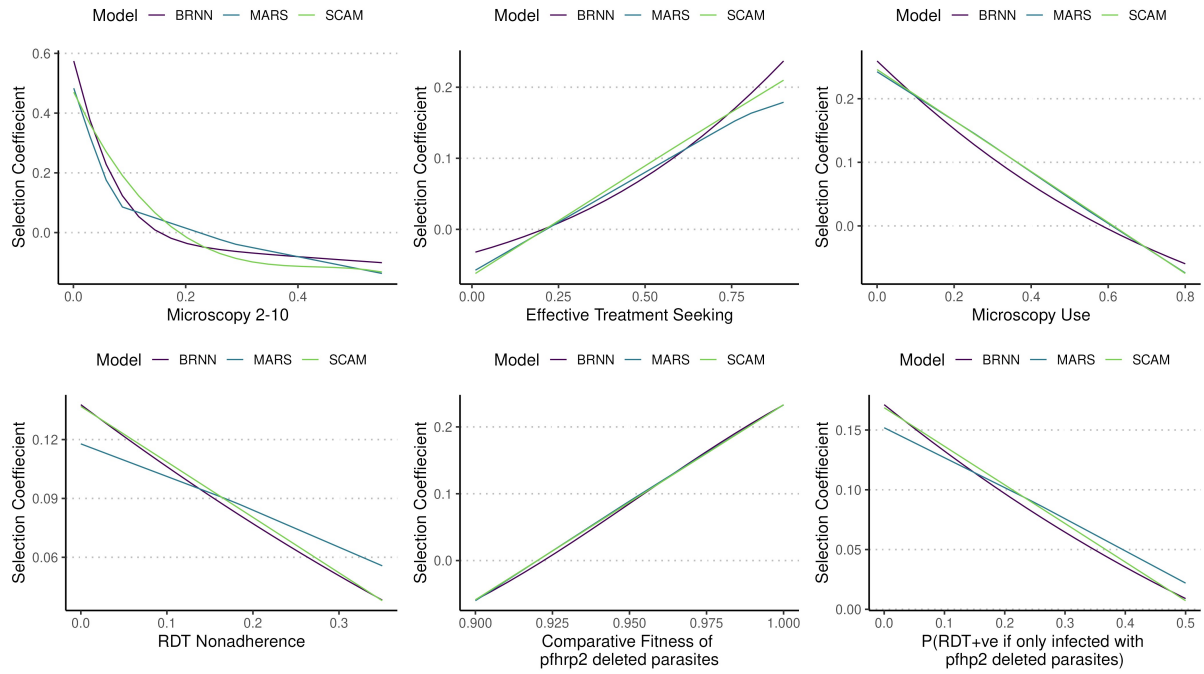 Model BRNN MARS SCAM
0.6
0.4
0.2
0.0
Selection Coeffiecient
0.0 0.2 0.4
Microscopy 2-10
Model BRNN MARS SCAM
0.2
0.1
0.0
Selection Coeffiecient
0.00 0.25 0.50 0.75
Effective Treatment Seeking
Model BRNN MARS SCAM
0.2
0.1
0.0
Selection Coeffiecient
0.0 0.2 0.4 0.6 0.8
Microscopy Use
Model BRNN MARS SCAM
0.12
0.09
0.06
Selection Coeffiecient
0.0 0.1 0.2 0.3
RDT Nonadherence
Model BRNN MARS SCAM
0.2
0.1
0.0
Selection Coeffiecient
0.900 0.925 0.950 0.975 1.000
Comparative Fitness of
pfhrp2 deleted parasites
Model BRNN MARS SCAM
0.15
0.10
0.05
0.00
Selection Coeffiecient
0.0 0.1 0.2 0.3 0.4 0.5
P(RDT+ve if only infected with
pfhp2 deleted parasites)